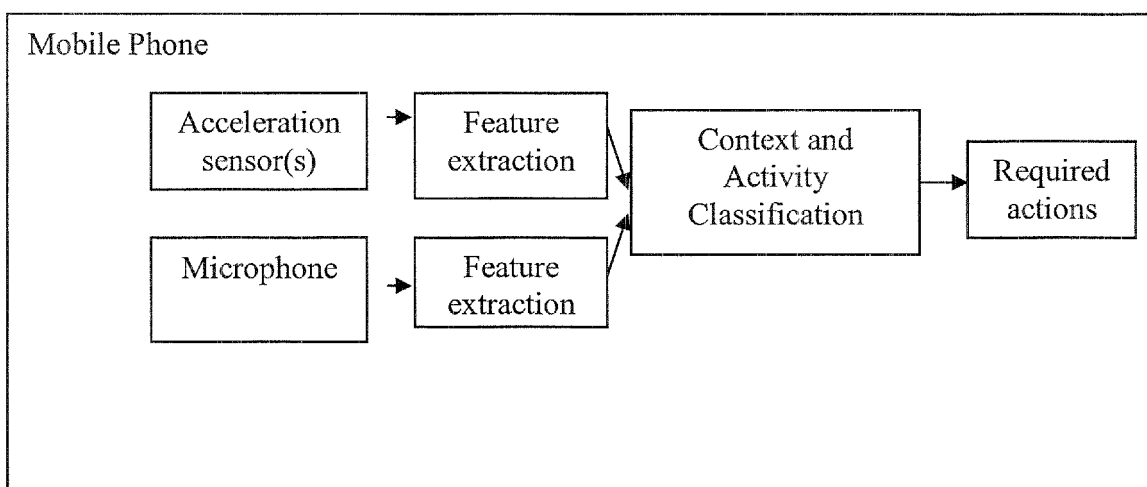 Mobile Phone
Acceleration
sensor(s)
Feature
extraction
Context and
Activity
Classification
Required
actions
Microphone
Feature
extraction